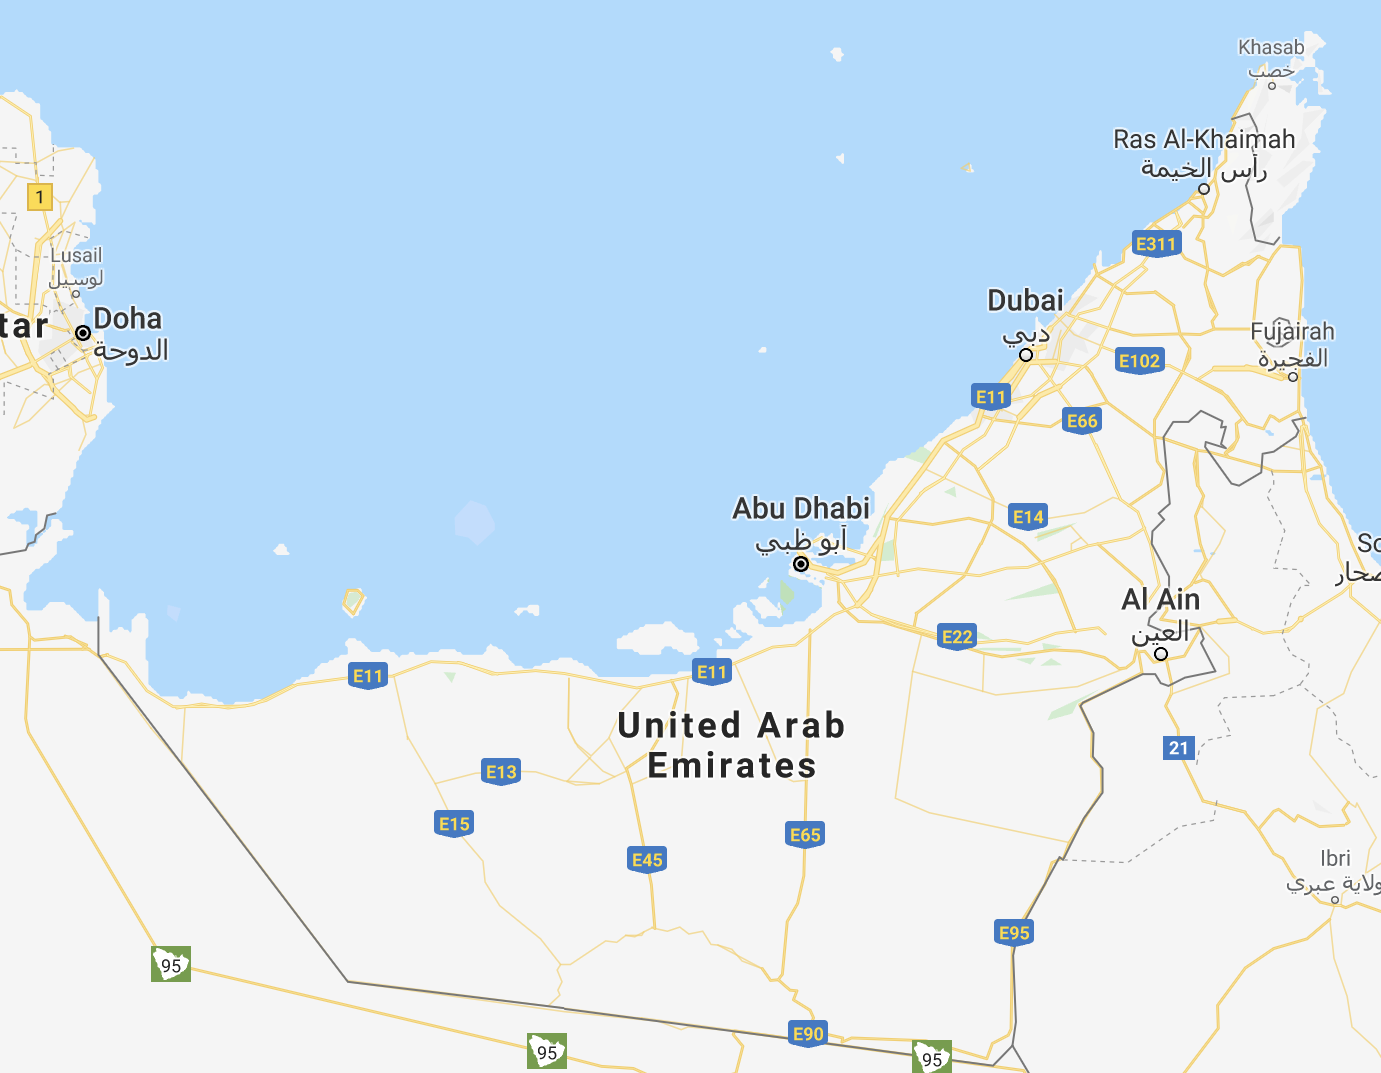 Khasab
خصب
Ras Al-Khaimah
رأس الخيمة
1
E311
Lusail
لوسيل
Dubai
دبي
tar
Doha
الدوحة
Fujairah
الفجيرة
E102
E11
E66
Abu Dhabi
أبو ظبي
E14
صحار
Al Ain
العين
E22
E11
E11
United Arab
Emirates
21
E13
E15
E65
E45
Ibri
ولاية عبري
E95
95
E90
95
95